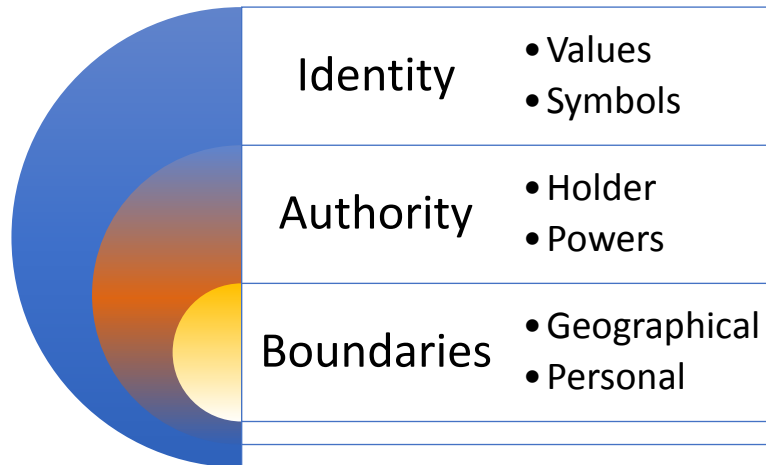 Identity
• Values
• Symbols
Authority
• Holder
• Powers
Boundaries
• Geographical
• Personal